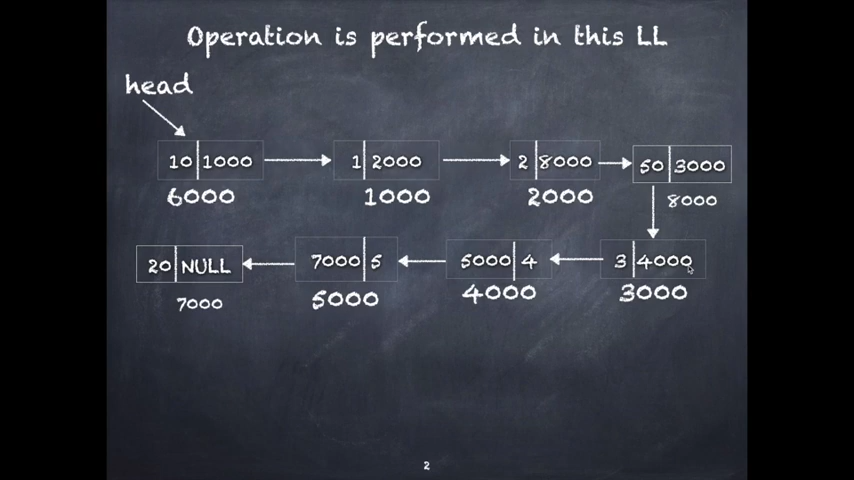 Operation is performed in this LL
head
10 1000 1 2000 2 8000 50 3000
6000 1000 2000 8000
20 NULL 7000 5 5000 4 3 4000
7000 5000 4000 3000
2